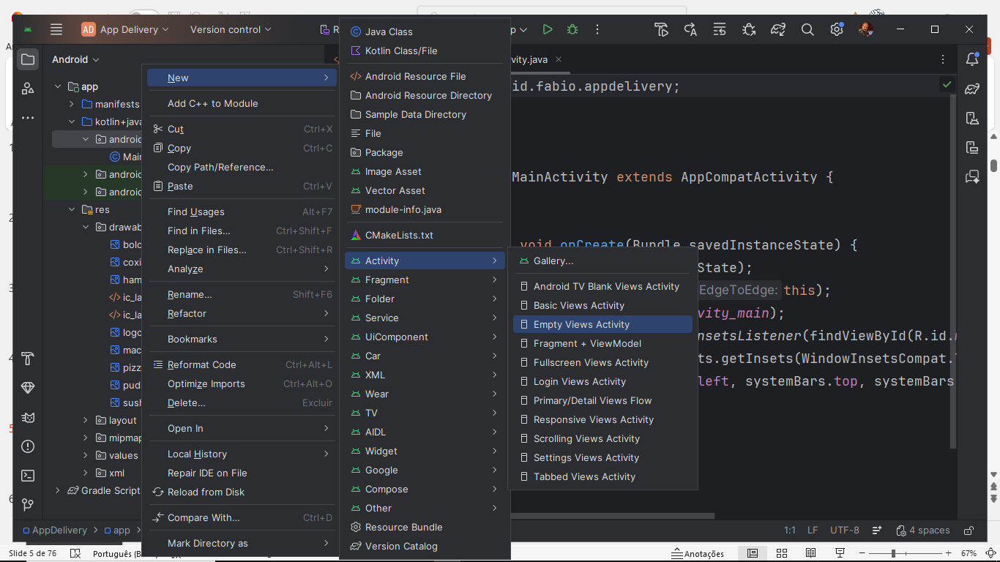 AD App Delivery Version control
Android
app
manifests
kotlin+java
android
Main
android
android
res
drawab
bolo
coxi
ham
ic_la
ic_la
logo
mac
pizz
pud
sush
layout
mipmap
values
xml
Gradle Script
New
Add C++ to Module
Cut Ctrl+X
Copy Ctrl+C
Copy Path/Reference...
Paste Ctrl+V
Find Usages Alt+F7
Find in Files... Ctrl+Shift+F
Replace in Files... Ctrl+Shift+R
Analyze
Rename... Shift+F6
Refactor
Bookmarks
Reformat Code Ctrl+Alt+L
Optimize Imports Ctrl+Alt+O
Delete... Excluir
Open In
Local History
Repair IDE on File
Reload from Disk
Compare With... Ctrl+D
Mark Directory as
Java Class
Kotlin Class/File
Android Resource File
Android Resource Directory
Sample Data Directory
File
Package
Image Asset
Vector Asset
module-info.java
CMakeLists.txt
Activity
Fragment
Folder
Service
UiComponent
Car
XML
Wear
TV
AIDL
Widget
Google
Compose
Other
Resource Bundle
Version Catalog
Gallery...
Android TV Blank Views Activity
Basic Views Activity
Empty Views Activity
Fragment + ViewModel
Fullscreen Views Activity
Login Views Activity
Primary/Detail Views Flow
Responsive Views Activity
Scrolling Views Activity
Settings Views Activity
Tabbed Views Activity
vity.java
id.fabio.appdelivery;
MainActivity extends AppCompatActivity {
void onCreate(Bundle savedInstanceState) {
State);
EdgeToEdge: this);
vity_main);
nsetsListener(findViewById(R.id.
ts.getInsets(WindowInsetsCompat.
left, systemBars.top, systemBars
AppDelivery > app >
1:1 LF UTF-8 4 spaces
Slide 5 de 76 Português (B Anotações 67%